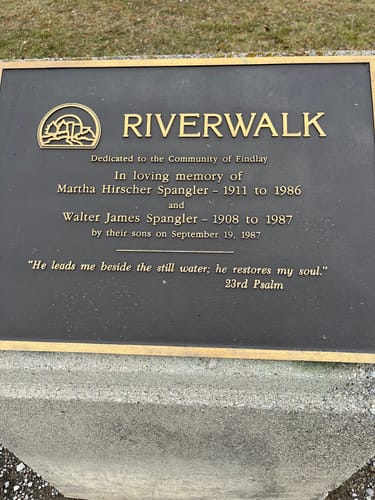 RIVERWALK
Dedicated to the Community of Findlay
In loving memory of
Martha Hirscher Spangler – 1911 to 1986
and
Walter James Spangler – 1908 to 1987
by their sons on September 19, 1987
"He leads me beside the still water; he restores my soul."
23rd Psalm